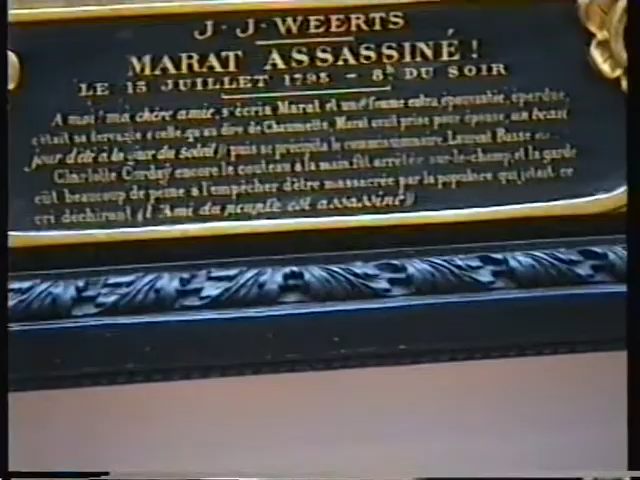 J·J·WEERTS
MARAT ASSASSINÉ!
LE 13 JUILLET 1793 - 8h DU SOIR
A moi! ma chère amie, s'écria Marat et une femme entra épouvantée, éperdue
c'était sa servante "celle qu'au dire de Chaumette, Marat avait prise pour épouse, un beau
jour d'été à la face du Soleil", puis se précipita le commissionnaire Laurent Basse
Charlotte Corday encore le couteau à la main fut arrêtée sur-le-champ, et la garde
eut beaucoup de peine à l'empêcher d'être massacrée par la populace, qui jetait ce
cri déchirant (l'Ami du peuple est assassiné!)